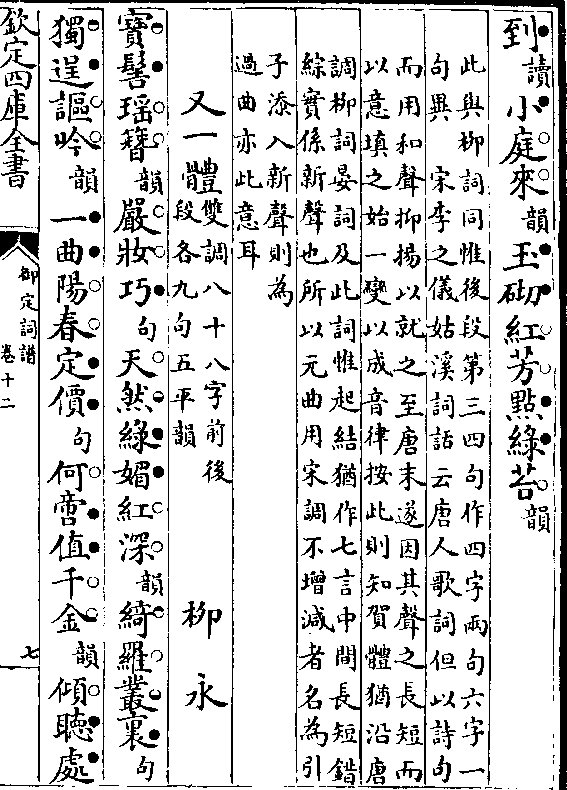 到讀小庭來韻玉砌紅芳點綠苔韻
此與柳詞同惟後段第三四句作四字兩句六字一
句異　宋李之儀姑溪詞話云唐人歌詞但以詩句
而用和聲抑揚以就之至唐末遂因其聲之長短而
以意填之始一變以成音律按此則知賀體猶沿唐
調柳詞晏詞及此詞惟起結猶作七言中間長短錯
綜實係新聲也所以元曲用宋調不增減者名為引
子添入新聲則為
過曲亦此意耳
又一體雙調八十八字前後
段各九句五平韻　柳永
寶髻瑤簪韻嚴妝巧句天然綠媚紅深韻綺羅叢裏句
獨逞謳吟韻一曲陽春定價句何啻值千金韻傾聽處
欽定四庫全書
御定詞譜
卷十二
七